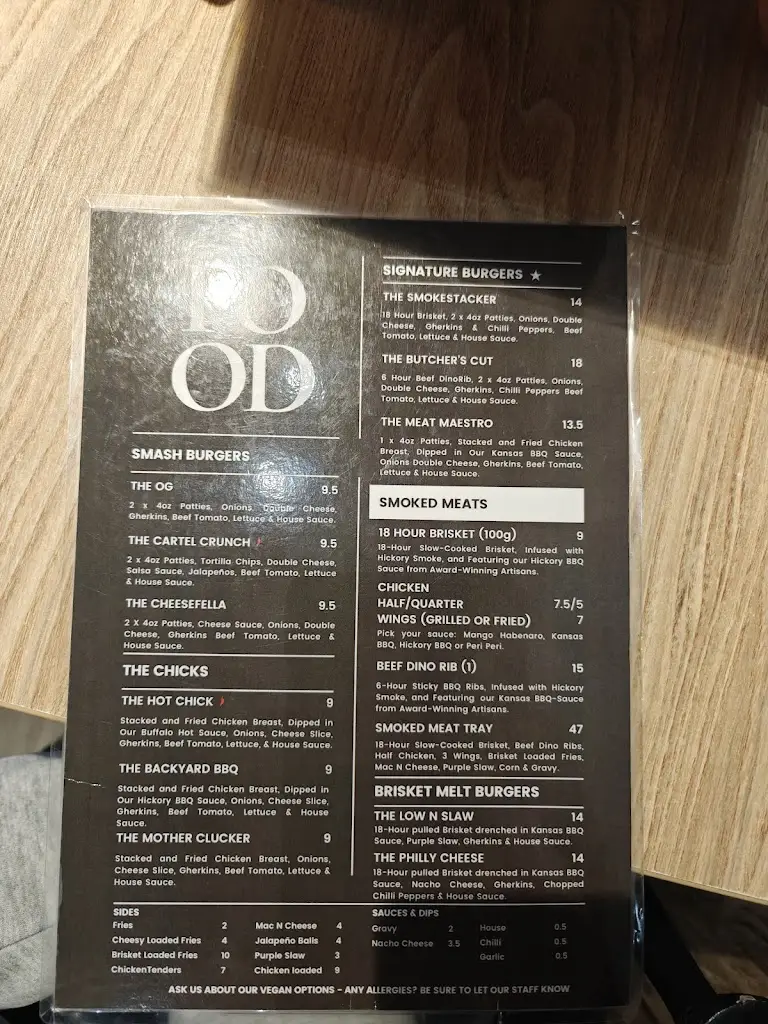 FO
OD
SMASH BURGERS
THE OG 9.5
2 x 4oz Patties, Onions, Double Cheese,
Gherkins, Beef Tomato, Lettuce & House Sauce.
THE CARTEL CRUNCH 9.5
2 x 4oz Patties, Tortilla Chips, Double Cheese,
Salsa Sauce, Jalapeños, Beef Tomato, Lettuce
& House Sauce.
THE CHEESEFELLA 9.5
2 X 4oz Patties, Cheese Sauce, Onions, Double
Cheese, Gherkins Beef Tomato, Lettuce &
House Sauce.
THE CHICKS
THE HOT CHICK 9
Stacked and Fried Chicken Breast, Dipped in
Our Buffalo Hot Sauce, Onions, Cheese Slice,
Gherkins, Beef Tomato, Lettuce, & House Sauce.
THE BACKYARD BBQ 9
Stacked and Fried Chicken Breast, Dipped in
Our Hickory BBQ Sauce, Onions, Cheese Slice,
Gherkins, Beef Tomato, Lettuce & House
Sauce.
THE MOTHER CLUCKER 9
Stacked and Fried Chicken Breast, Onions,
Cheese Slice, Gherkins, Beef Tomato, Lettuce &
House Sauce.
SIGNATURE BURGERS ★
THE SMOKESTACKER 14
18 Hour Brisket, 2 x 4oz Patties, Onions, Double
Cheese, Gherkins & Chilli Peppers, Beef
Tomato, Lettuce & House Sauce.
THE BUTCHER'S CUT 18
6 Hour Beef DinoRib, 2 x 4oz Patties, Onions,
Double Cheese, Gherkins, Chilli Peppers Beef
Tomato, Lettuce & House Sauce.
THE MEAT MAESTRO 13.5
1 x 4oz Patties, Stacked and Fried Chicken
Breast, Dipped in Our Kansas BBQ Sauce,
Onions Double Cheese, Gherkins, Beef Tomato,
Lettuce & House Sauce.
SMOKED MEATS
18 HOUR BRISKET (100g) 9
18-Hour Slow-Cooked Brisket, Infused with
Hickory Smoke, and Featuring our Hickory BBQ
Sauce from Award-Winning Artisans.
CHICKEN
HALF/QUARTER 7.5/5
WINGS (GRILLED OR FRIED) 7
Pick your sauce: Mango Habenaro, Kansas
BBQ, Hickory BBQ or Peri Peri.
BEEF DINO RIB (1) 15
6-Hour Sticky BBQ Ribs, Infused with Hickory
Smoke, and Featuring our Kansas BBQ-Sauce
from Award-Winning Artisans.
SMOKED MEAT TRAY 47
18-Hour Slow-Cooked Brisket, Beef Dino Ribs,
Half Chicken, 3 Wings, Brisket Loaded Fries,
Mac N Cheese, Purple Slaw, Corn & Gravy.
BRISKET MELT BURGERS
THE LOW N SLAW 14
18-Hour pulled Brisket drenched in Kansas BBQ
Sauce, Purple Slaw, Gherkins & House Sauce.
THE PHILLY CHEESE 14
18-Hour pulled Brisket drenched in Kansas BBQ
Sauce, Nacho Cheese, Gherkins, Chopped
Chilli Peppers & House Sauce.
SIDES
Fries 2 Mac N Cheese 4
Cheesy Loaded Fries 4 Jalapeño Balls 4
Brisket Loaded Fries 10 Purple Slaw 3
ChickenTenders 7 Chicken loaded 9
SAUCES & DIPS
Gravy 2 House 0.5
Nacho Cheese 3.5 Chilli 0.5
Garlic 0.5
ASK US ABOUT OUR VEGAN OPTIONS - ANY ALLERGIES? BE SURE TO LET OUR STAFF KNOW